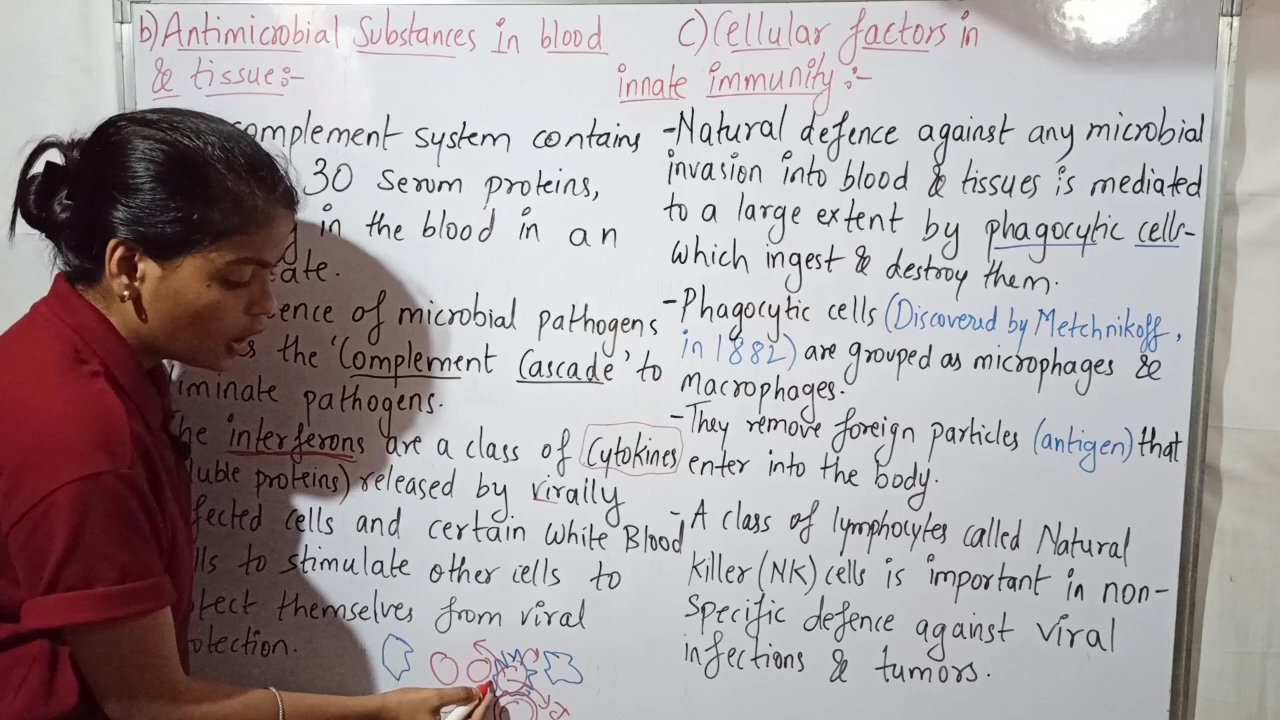 b) Antimicrobial Substances in blood
& tissue:-
complement system contains
30 Serum proteins,
in the blood in an
ate.
ence of microbial pathogens
the 'Complement Cascade' to
iminate pathogens.
he interferons are a class of Cytokines
luble proteins) released by virally
fected cells and certain White Blood
lls to stimulate other cells to
otect themselves from viral
otection.
c) Cellular factors in
innate immunity:-
-Natural defence against any microbial
invasion into blood & tissues is mediated
to a large extent by phagocytic cells-
which ingest & destroy them.
-Phagocytic cells (Discovered by Metchnikoff,
in 1882) are grouped as microphages &
macrophages.
-They remove foreign particles (antigen) that
enter into the body.
-A class of lymphocytes called Natural
Killer (NK) cells is important in non-
specific defence against viral
infections & tumors.